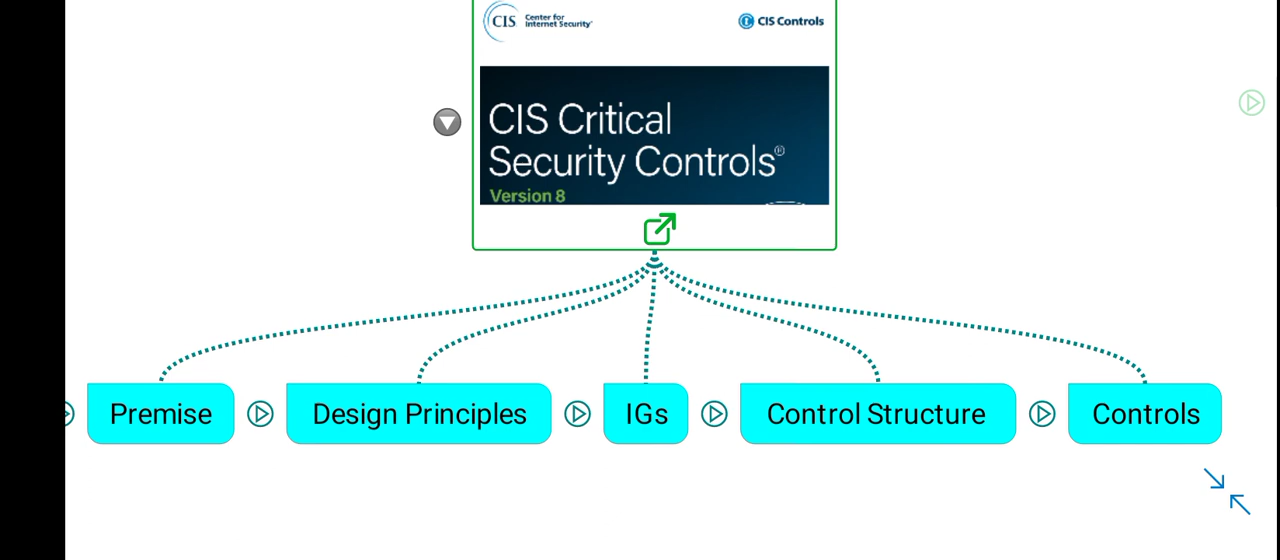 CIS Center for
Internet Security®
CIS Controls
CIS Critical
Security Controls®
Version 8
Premise
Design Principles
IGs
Control Structure
Controls